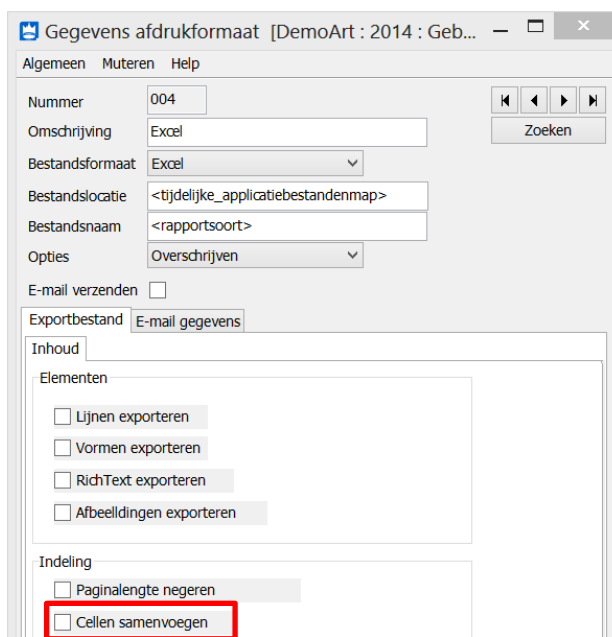 Gegevens afdrukformaat [DemoArt : 2014 : Geb...
Algemeen Muteren Help
Nummer 004
Omschrijving Excel Zoeken
Bestandsformaat Excel
Bestandslocatie <tijdelijke_applicatiebestandenmap>
Bestandsnaam <rapportsoort>
Opties Overschrijven
E-mail verzenden
Exportbestand E-mail gegevens
Inhoud
Elementen
Lijnen exporteren
Vormen exporteren
RichText exporteren
Afbeeldingen exporteren
Indeling
Paginalengte negeren
Cellen samenvoegen